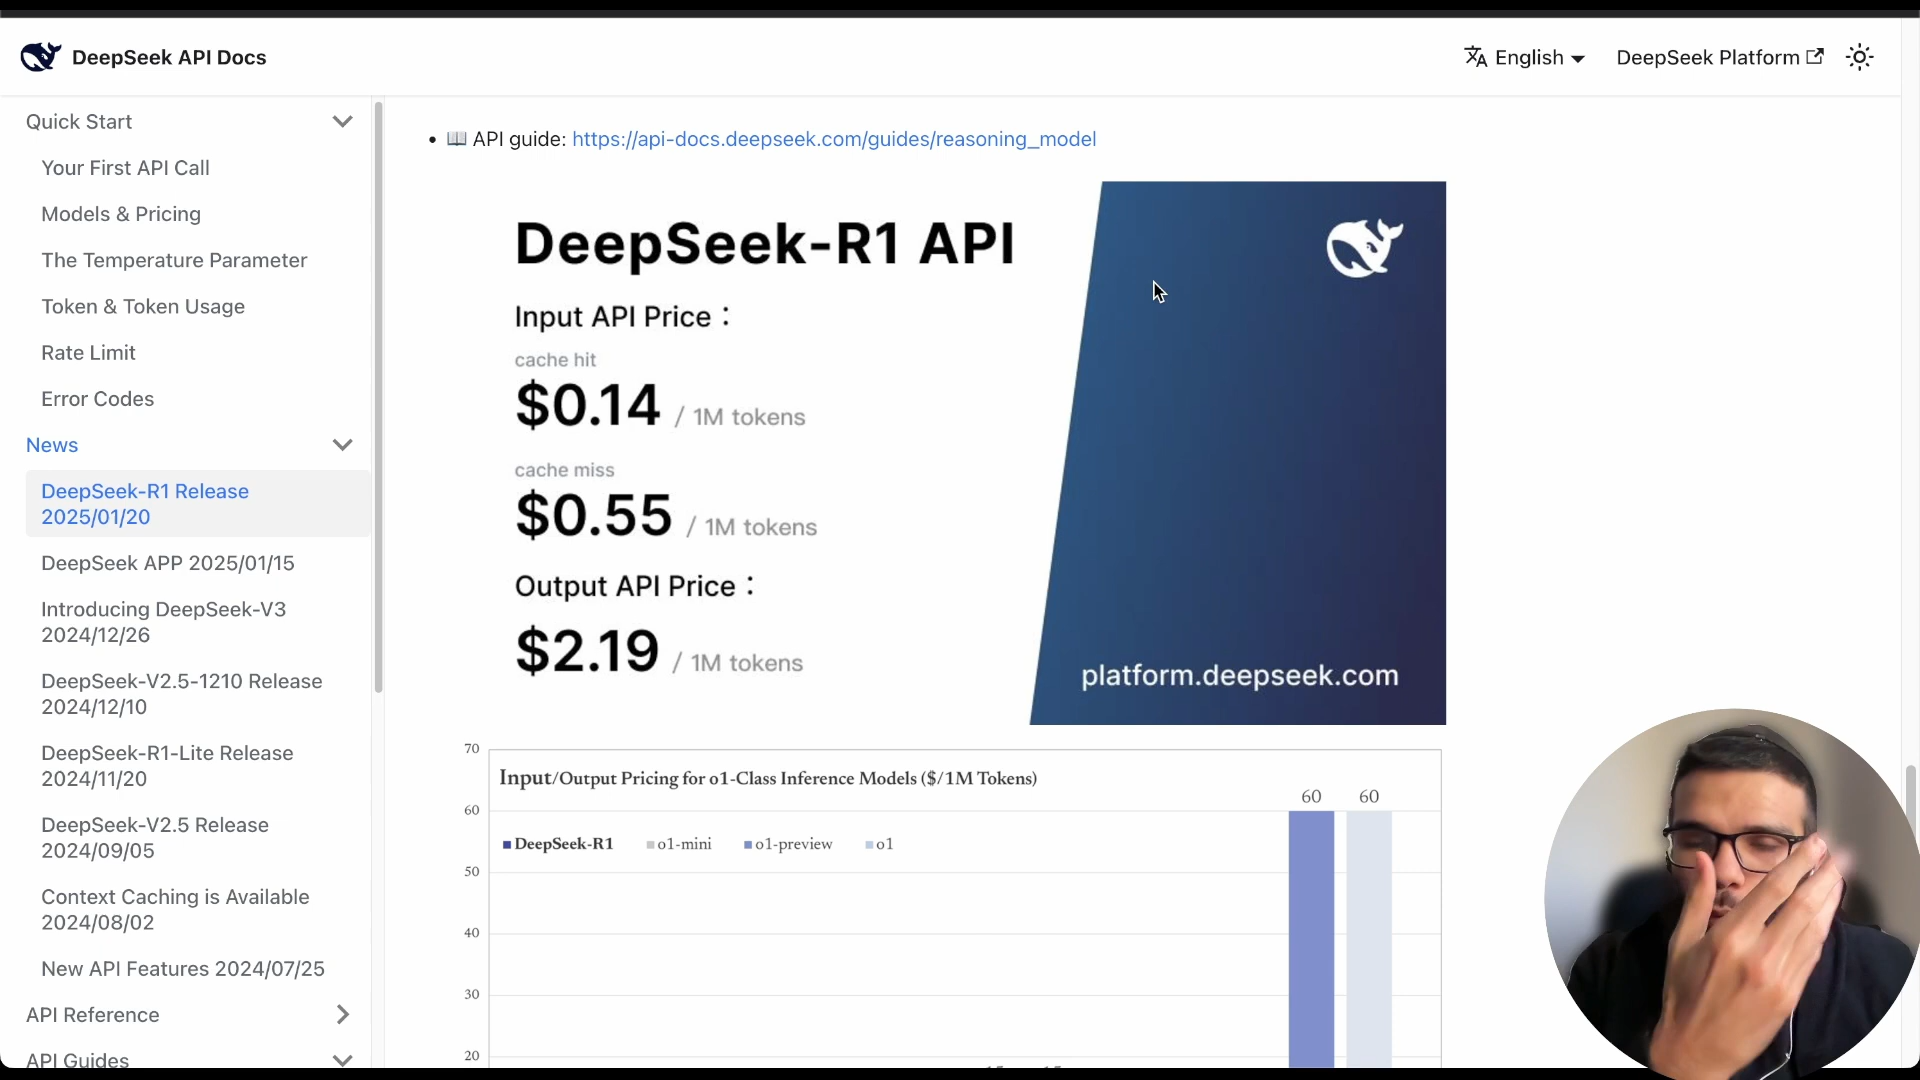 DeepSeek API Docs
English
DeepSeek Platform
Quick Start
Your First API Call
Models & Pricing
The Temperature Parameter
Token & Token Usage
Rate Limit
Error Codes
News
DeepSeek-R1 Release
2025/01/20
DeepSeek APP 2025/01/15
Introducing DeepSeek-V3
2024/12/26
DeepSeek-V2.5-1210 Release
2024/12/10
DeepSeek-R1-Lite Release
2024/11/20
DeepSeek-V2.5 Release
2024/09/05
Context Caching is Available
2024/08/02
New API Features 2024/07/25
API Reference
API Guides
• 📖 API guide: https://api-docs.deepseek.com/guides/reasoning_model
DeepSeek-R1 API
Input API Price：
cache hit
$0.14 / 1M tokens
cache miss
$0.55 / 1M tokens
Output API Price：
$2.19 / 1M tokens
platform.deepseek.com
Input/Output Pricing for o1-Class Inference Models ($/1M Tokens)
DeepSeek-R1 o1-mini o1-preview o1
60 60
70
60
50
40
30
20